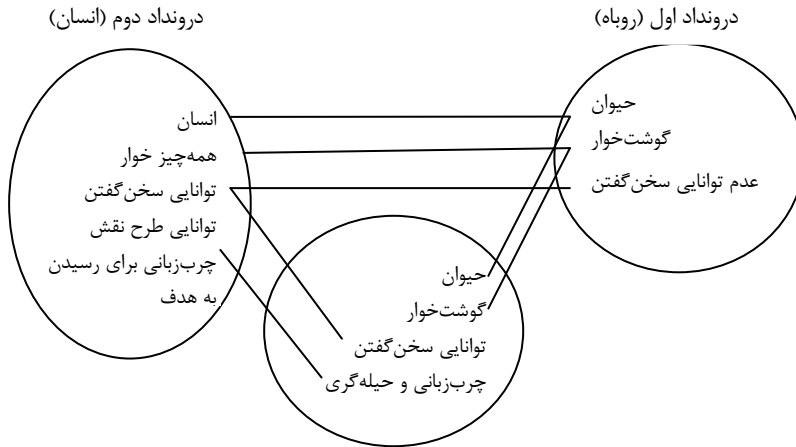 درونداد اول (روباه)
حیوان
گوشت‌خوار
عدم توانایی سخن‌گفتن
درونداد دوم (انسان)
انسان
همه‌چیز خوار
توانایی سخن‌گفتن
توانایی طرح نقش
چرب‌زبانی برای رسیدن
به هدف
حیوان
گوشت‌خوار
توانایی سخن‌گفتن
چرب‌زبانی و حیله‌گری